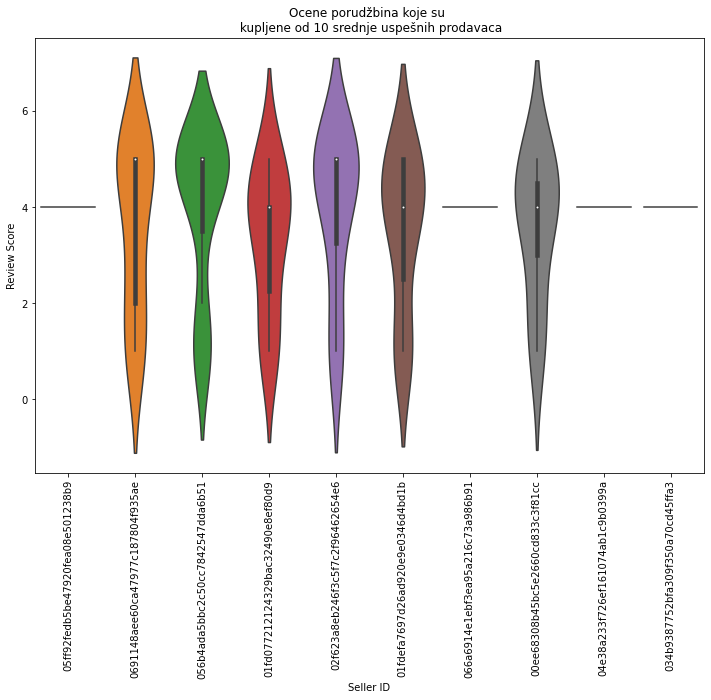 Ocene porudžbina koje su
kupljene od 10 srednje uspešnih prodavaca
6
4
2
0
Review Score
05ff92fedb5be47920fea08e501238b9
0691148aee60ca47977c187804f935ae
056b4ada5bbc2c50cc7842547dda6b51
01fd077212124329bac32490e8ef80d9
02f623a8eb246f3c5f7c2f96462654e6
01fdefa7697d26ad920e9e0346d4bd1b
066a6914e1ebf3ea95a216c73a986b91
00ee68308b45bc5e2660cd833c3f81cc
04e38a233f726ef161074ab1c9b0399a
034b9387752bfa309f350a70cd45ffa3
Seller ID